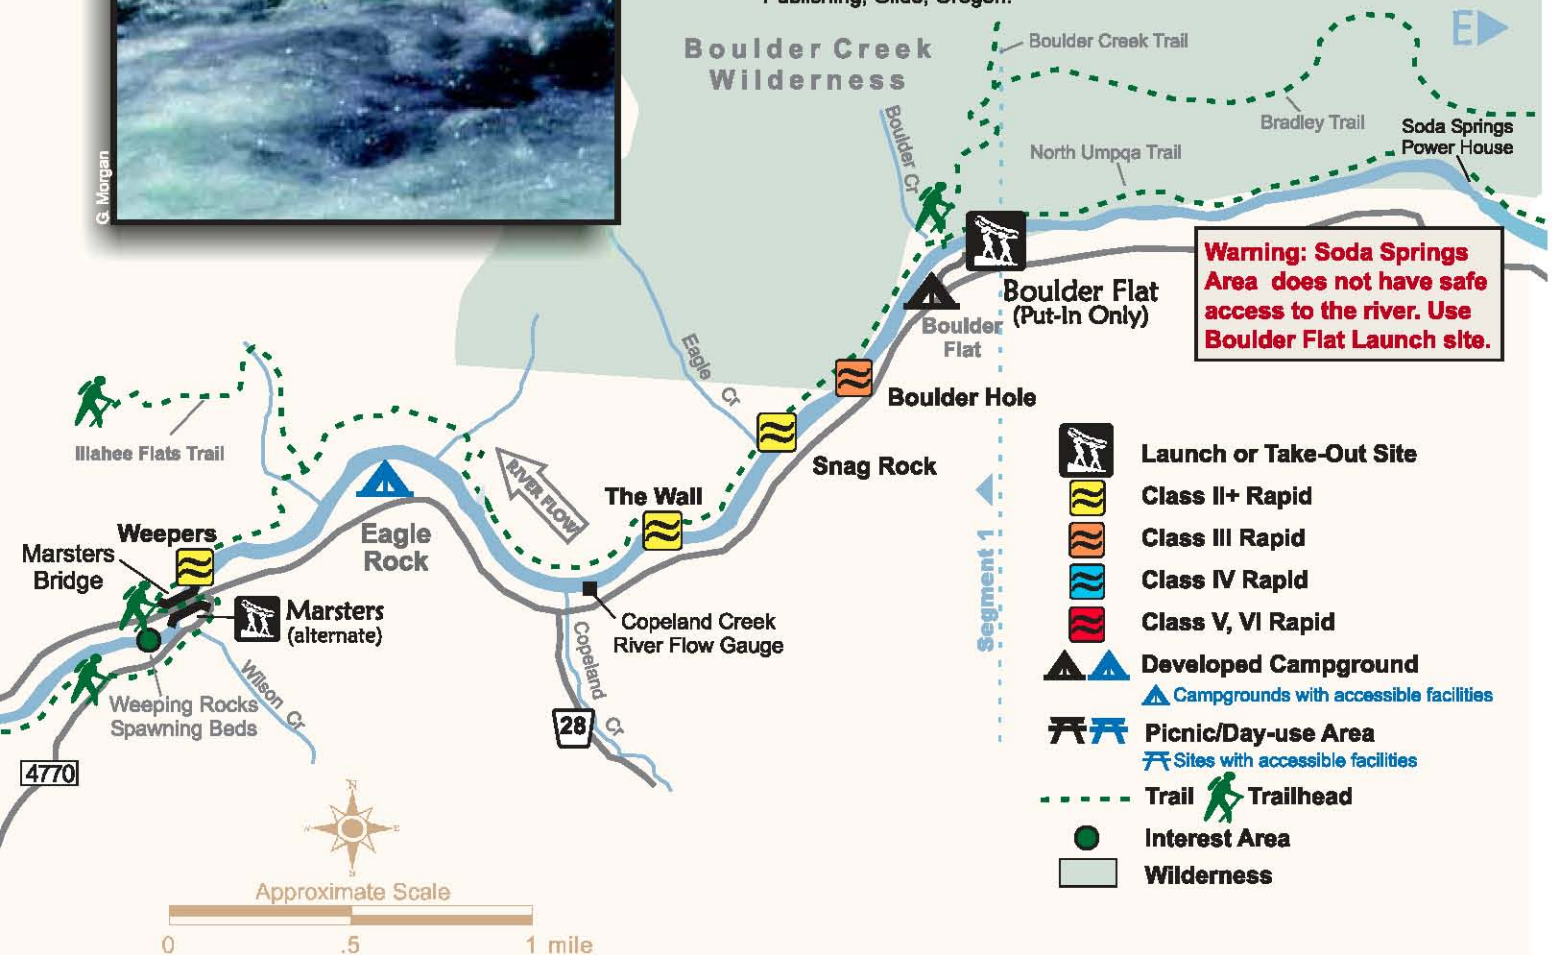 Publishing, Glide, Oregon.
G. Morgan
Boulder Creek
Wilderness
Boulder Creek Trail
E
Bradley Trail
Soda Springs
Power House
North Umpqa Trail
Boulder Cr
Warning: Soda Springs
Area does not have safe
access to the river. Use
Boulder Flat Launch site.
Boulder Flat
(Put-In Only)
Boulder
Flat
Eagle Cr
Boulder Hole
Snag Rock
Illahee Flats Trail
RIVER FLOW
The Wall
Weepers
Marsters
Bridge
Eagle
Rock
Marsters
(alternate)
Copeland Creek
River Flow Gauge
Copeland Cr
Wilson Cr
Weeping Rocks
Spawning Beds
28
4770
Segment 1
Launch or Take-Out Site
Class II+ Rapid
Class III Rapid
Class IV Rapid
Class V, VI Rapid
Developed Campground
Campgrounds with accessible facilities
Picnic/Day-use Area
Sites with accessible facilities
Trail Trailhead
Interest Area
Wilderness
N
W E
S
Approximate Scale
0 .5 1 mile